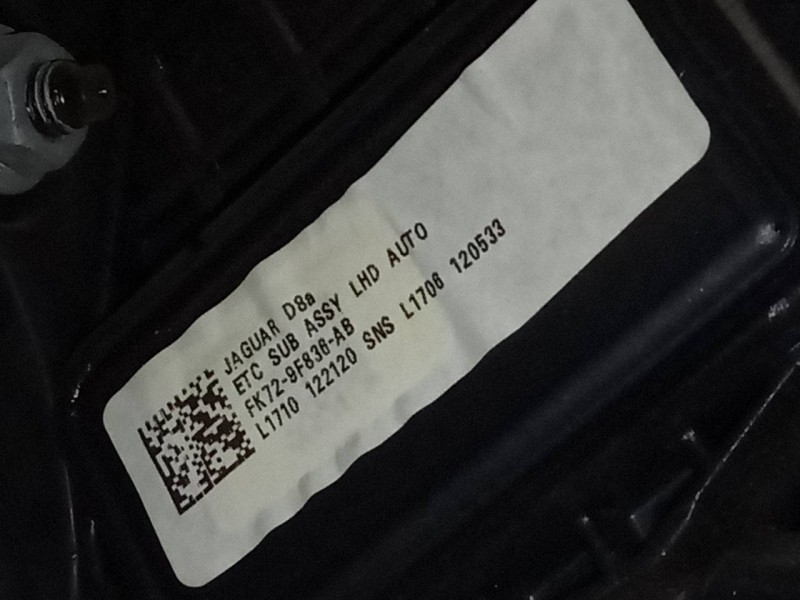 JAGUAR D8a
ETC SUB ASSY LHD AUTO
FK72-9F836-AB
L1710 122120 SNS L1706 120533